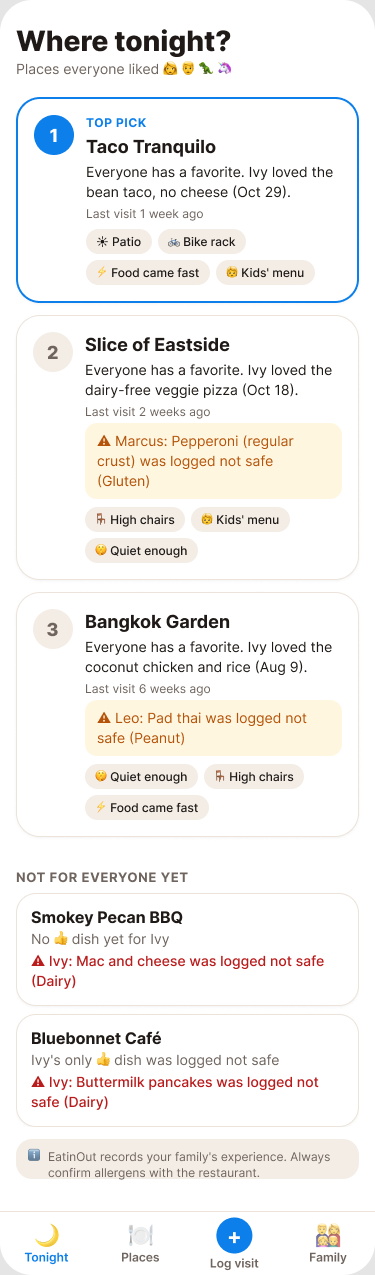 Where tonight?
Places everyone liked
1
TOP PICK
Taco Tranquilo
Everyone has a favorite. Ivy loved the
bean taco, no cheese (Oct 29).
Last visit 1 week ago
Patio
Bike rack
Food came fast
Kids' menu
2
Slice of Eastside
Everyone has a favorite. Ivy loved the
dairy-free veggie pizza (Oct 18).
Last visit 2 weeks ago
Marcus: Pepperoni (regular
crust) was logged not safe
(Gluten)
High chairs
Kids' menu
Quiet enough
3
Bangkok Garden
Everyone has a favorite. Ivy loved the
coconut chicken and rice (Aug 9).
Last visit 6 weeks ago
Leo: Pad thai was logged not
safe (Peanut)
Quiet enough
High chairs
Food came fast
NOT FOR EVERYONE YET
Smokey Pecan BBQ
No 👍 dish yet for Ivy
Ivy: Mac and cheese was logged not safe
(Dairy)
Bluebonnet Café
Ivy's only 👍 dish was logged not safe
Ivy: Buttermilk pancakes was logged not
safe (Dairy)
EatinOut records your family's experience. Always
confirm allergens with the restaurant.
Tonight
Places
+
Log visit
Family